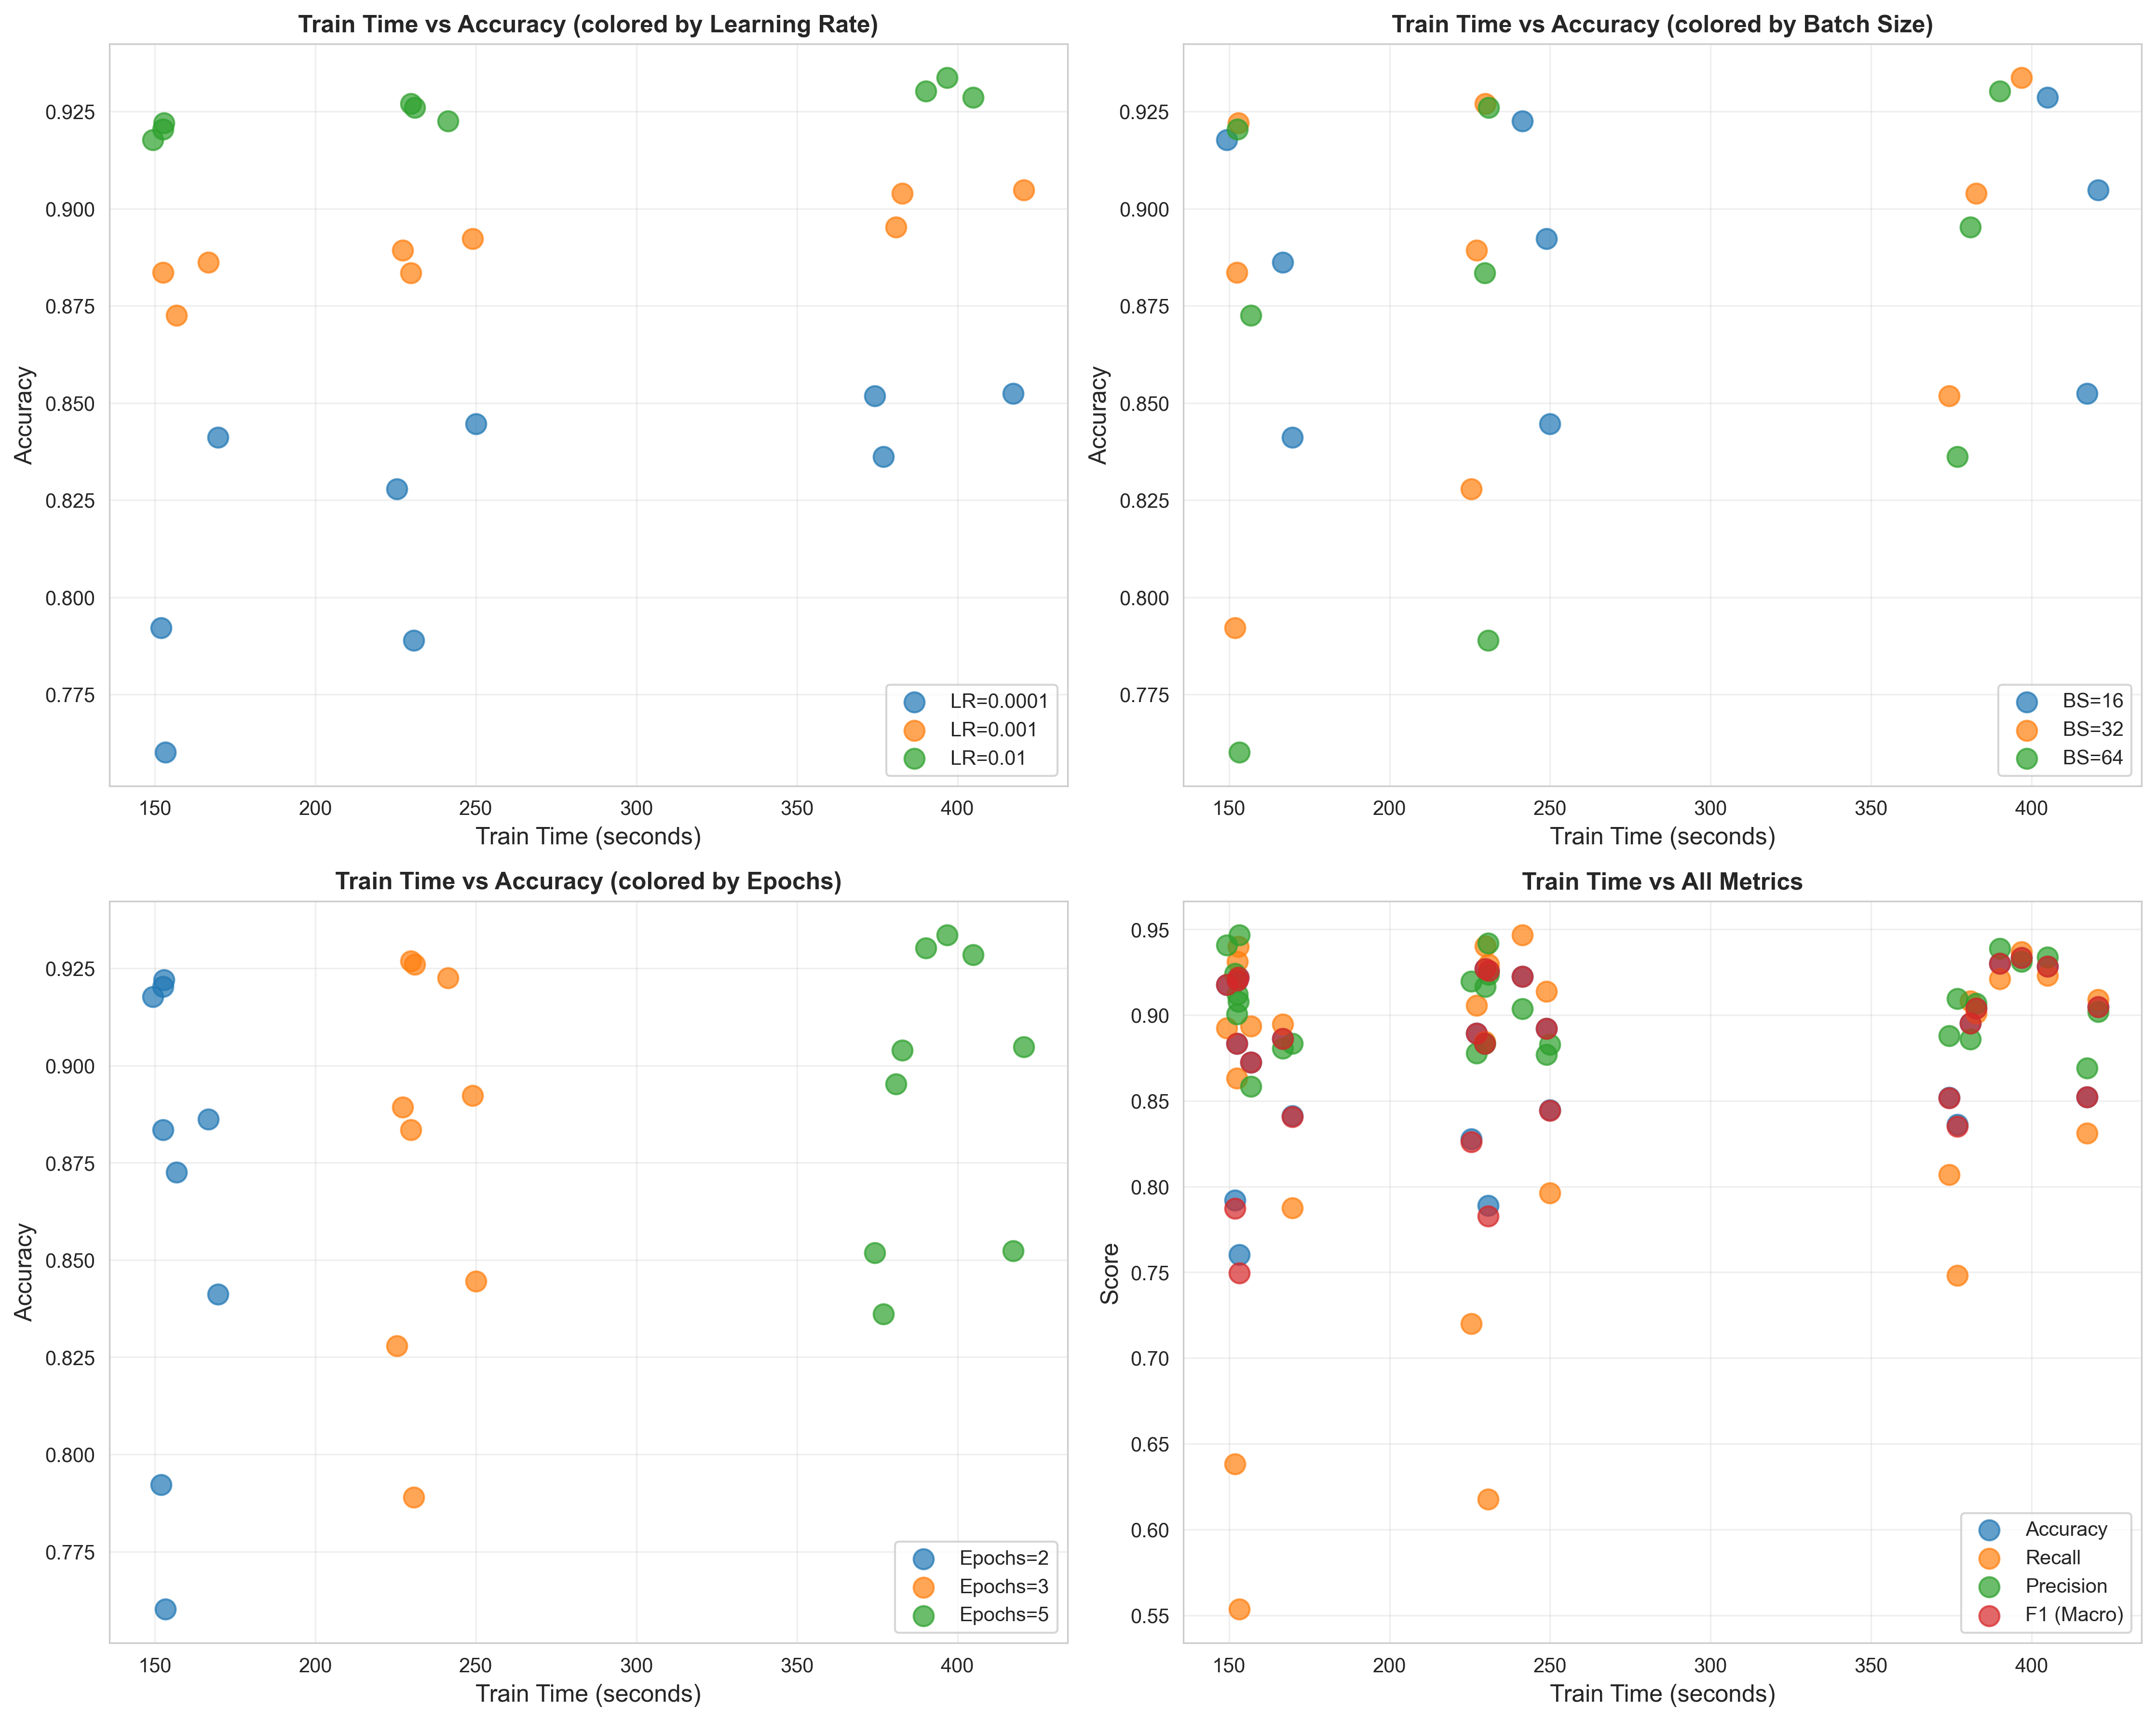 Train Time vs Accuracy (colored by Learning Rate)
Accuracy
0.925
0.900
0.875
0.850
0.825
0.800
0.775
LR=0.0001
LR=0.001
LR=0.01
150 200 250 300 350 400
Train Time (seconds)
Train Time vs Accuracy (colored by Batch Size)
Accuracy
0.925
0.900
0.875
0.850
0.825
0.800
0.775
BS=16
BS=32
BS=64
150 200 250 300 350 400
Train Time (seconds)
Train Time vs Accuracy (colored by Epochs)
Accuracy
0.925
0.900
0.875
0.850
0.825
0.800
0.775
Epochs=2
Epochs=3
Epochs=5
150 200 250 300 350 400
Train Time (seconds)
Train Time vs All Metrics
Score
0.95
0.90
0.85
0.80
0.75
0.70
0.65
0.60
0.55
Accuracy
Recall
Precision
F1 (Macro)
150 200 250 300 350 400
Train Time (seconds)